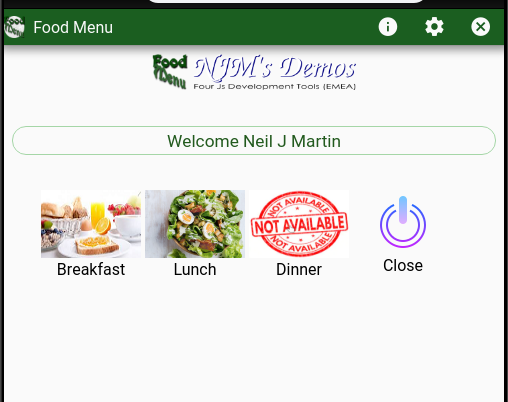 Food Menu
Food Menu
NJM's Demos
Four Js Development Tools (EMEA)
Welcome Neil J Martin
NOT AVAILABLE
NOT AVAILABLE
NOT AVAILABLE
Breakfast
Lunch
Dinner
Close